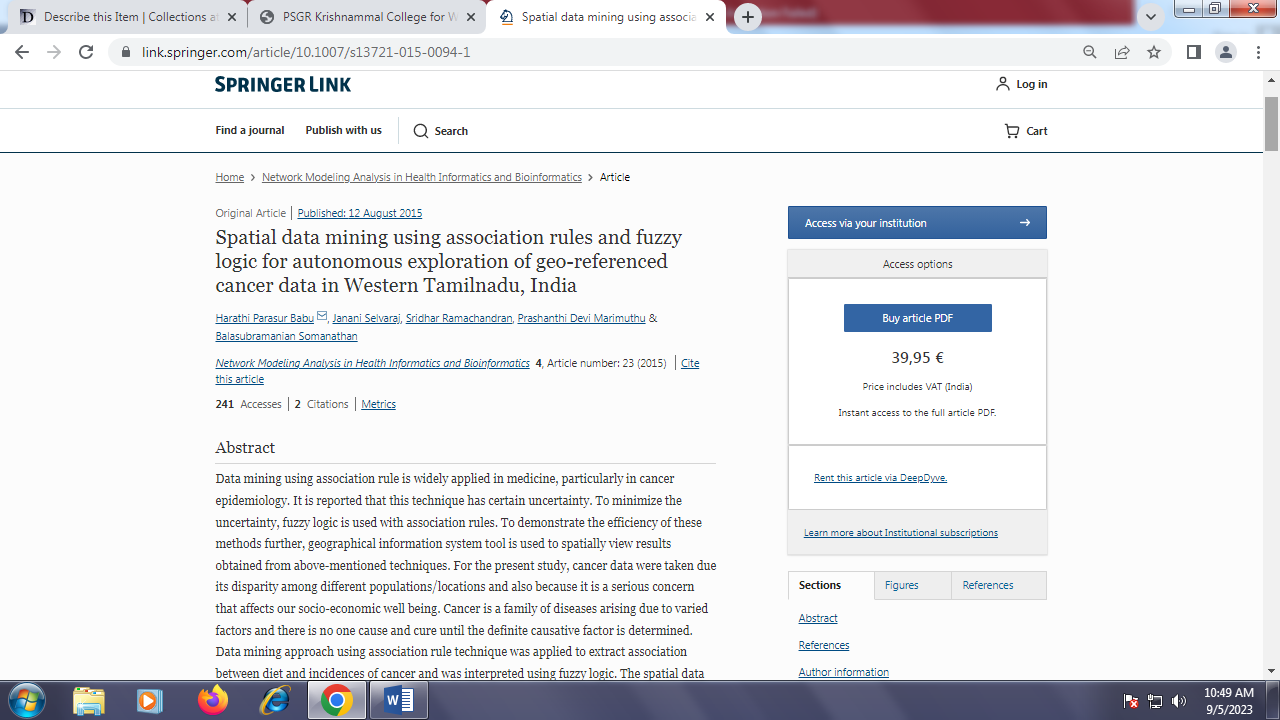 Describe this Item | Collections at
PSGR Krishnammal College for W
Spatial data mining using associa
link.springer.com/article/10.1007/s13721-015-0094-1
SPRINGER LINK
Log in
Find a journal
Publish with us
Search
Cart
Home > Network Modeling Analysis in Health Informatics and Bioinformatics > Article
Original Article | Published: 12 August 2015
Spatial data mining using association rules and fuzzy
logic for autonomous exploration of geo-referenced
cancer data in Western Tamilnadu, India
Harathi Parasur Babu, Janani Selvaraj, Sridhar Ramachandran, Prashanthi Devi Marimuthu &
Balasubramanian Somanathan
Network Modeling Analysis in Health Informatics and Bioinformatics 4, Article number: 23 (2015) | Cite
this article
241 Accesses | 2 Citations | Metrics
Abstract
Data mining using association rule is widely applied in medicine, particularly in cancer
epidemiology. It is reported that this technique has certain uncertainty. To minimize the
uncertainty, fuzzy logic is used with association rules. To demonstrate the efficiency of these
methods further, geographical information system tool is used to spatially view results
obtained from above-mentioned techniques. For the present study, cancer data were taken due
its disparity among different populations/locations and also because it is a serious concern
that affects our socio-economic well being. Cancer is a family of diseases arising due to varied
factors and there is no one cause and cure until the definite causative factor is determined.
Data mining approach using association rule technique was applied to extract association
between diet and incidences of cancer and was interpreted using fuzzy logic. The spatial data
Access via your institution
Access options
Buy article PDF
39,95 €
Price includes VAT (India)
Instant access to the full article PDF.
Rent this article via DeepDyve.
Learn more about Institutional subscriptions
Sections
Figures
References
Abstract
References
Author information
10:49 AM
9/5/2023